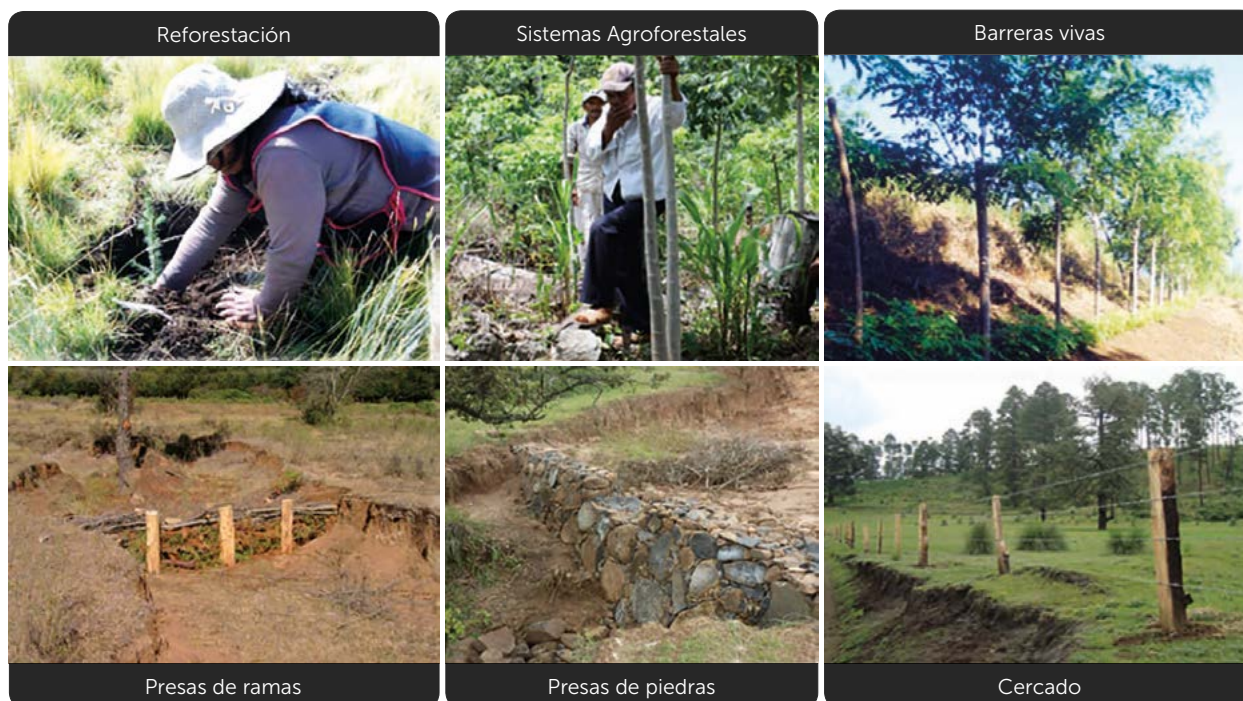 Reforestación
Sistemas Agroforestales
Barreras vivas
Presas de ramas
Presas de piedras
Cercado